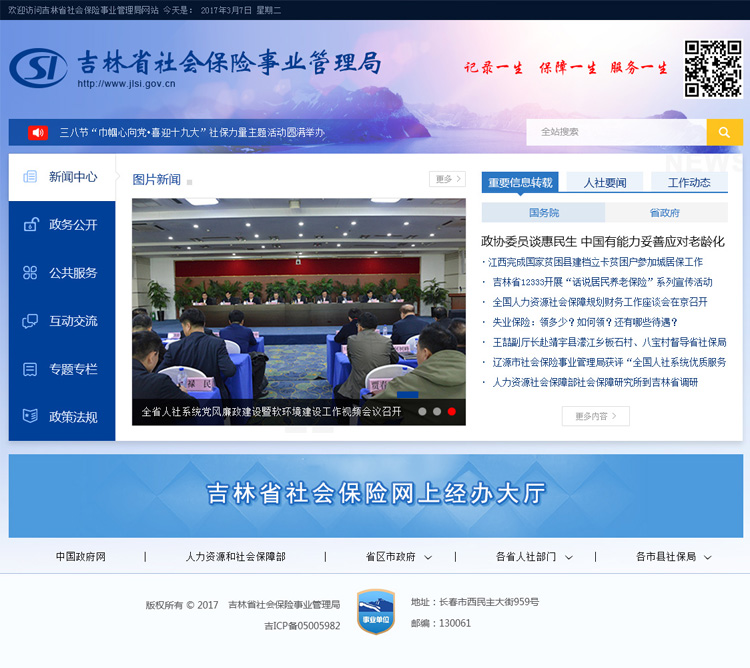 欢迎访问吉林省社会保险事业管理局网站 今天是： 2017年3月7日 星期二
CSI 吉林省社会保险事业管理局
http://www.jlsi.gov.cn
记录一生 保障一生 服务一生
三八节“巾帼心向党•喜迎十九大”社保力量主题活动圆满举办
站内搜索
NEWS
新闻中心
政务公开
公共服务
互动交流
专题专栏
政策法规
图片新闻
更多 >
禄 民
全省人社系统党风廉政建设暨软环境建设工作视频会议召开
重要信息转载 人社要闻 工作动态
国务院 省政府
政协委员谈惠民生 中国有能力妥善应对老龄化
· 江西完成国家贫困县建档立卡贫困户参加城居保工作
· 吉林省12333开展“话说居民养老保险”系列宣传活动
· 全国人力资源社会保障规划财务工作座谈会在京召开
· 失业保险：领多少？如何领？还有哪些待遇？
· 王喆副厅长赴靖宇县濛江乡板石村、八宝村督导省社保局
· 辽源市社会保险事业管理局获评“全国人社系统优质服务
· 人力资源社会保障部社会保障研究所到吉林省调研
更多内容 >
吉林省社会保险网上经办大厅
中国政府网 | 人力资源和社会保障部 | 省区市政府 | 各省人社部门 | 各市县社保局
版权所有 © 2017 吉林省社会保险事业管理局
吉ICP备05005982
事业单位
地址：长春市西民主大街959号
邮编：130061